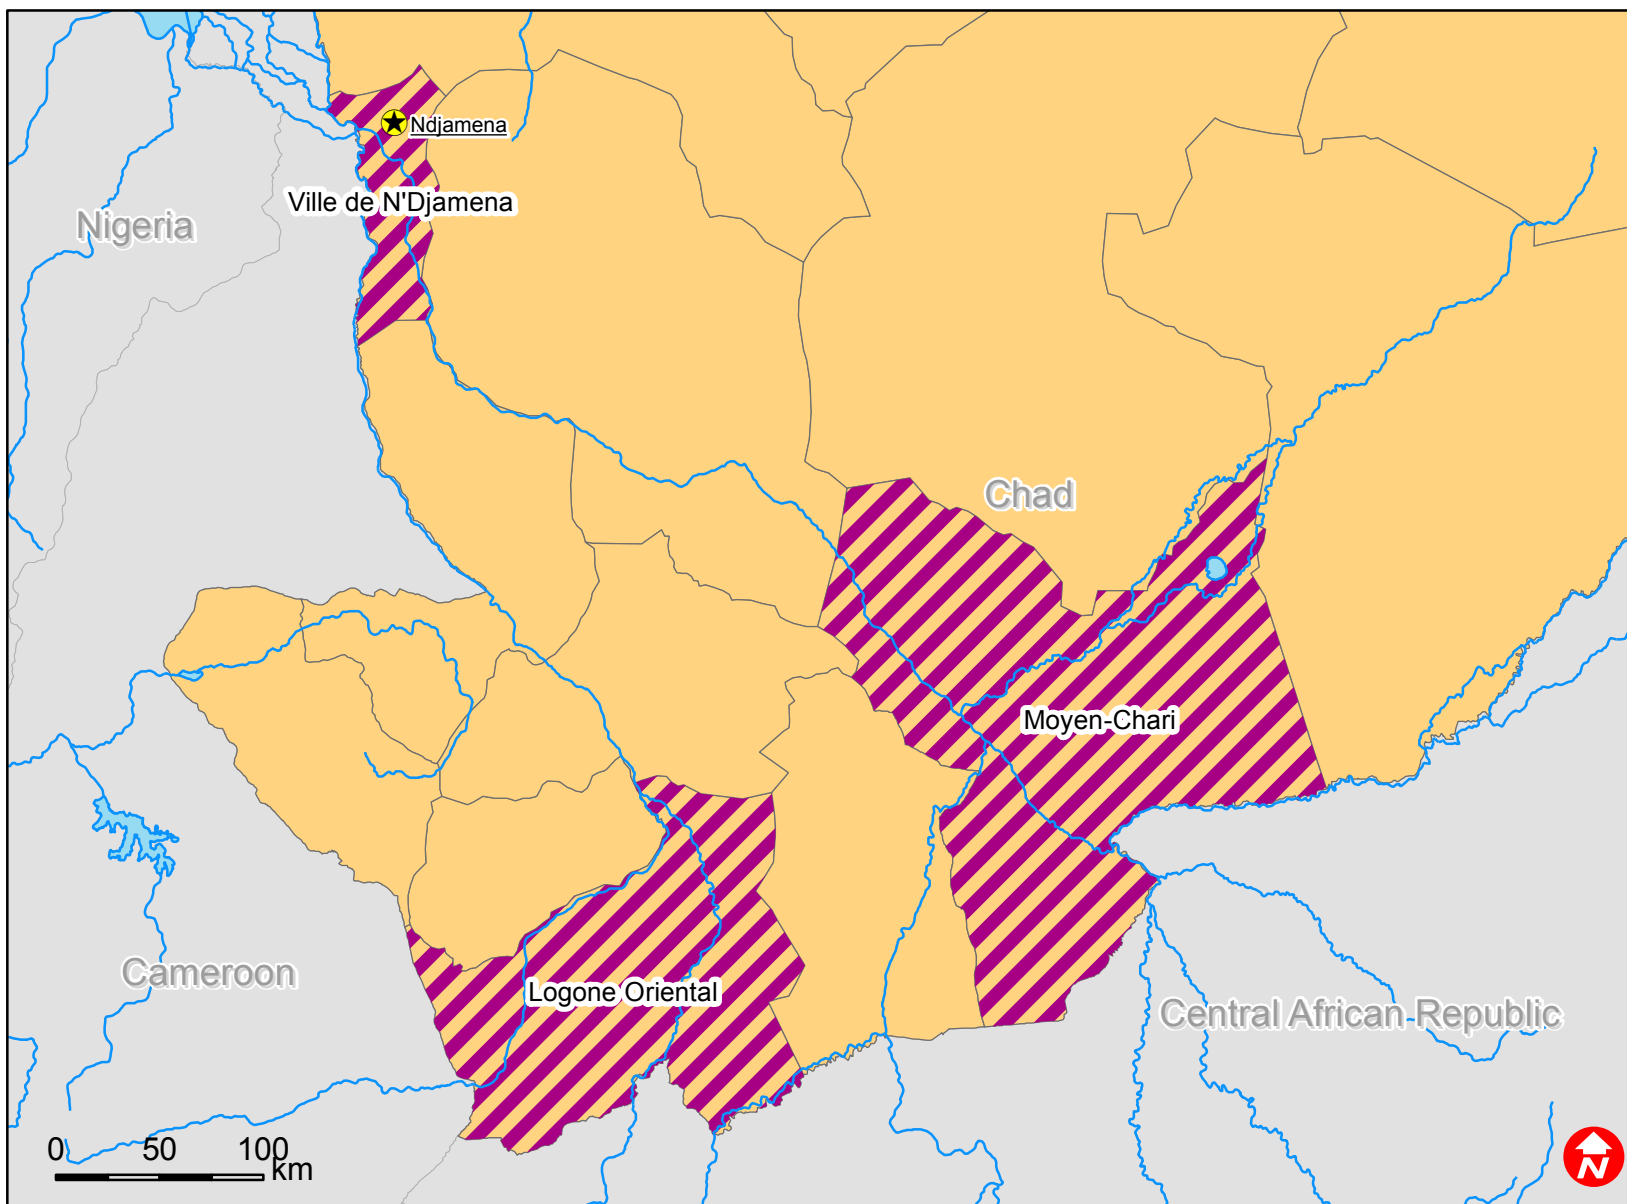 Ndjamena
Ville de N'Djamena
Nigeria
Chad
Moyen-Chari
Cameroon
Logone Oriental
Central African Republic
0 50 100
km
N